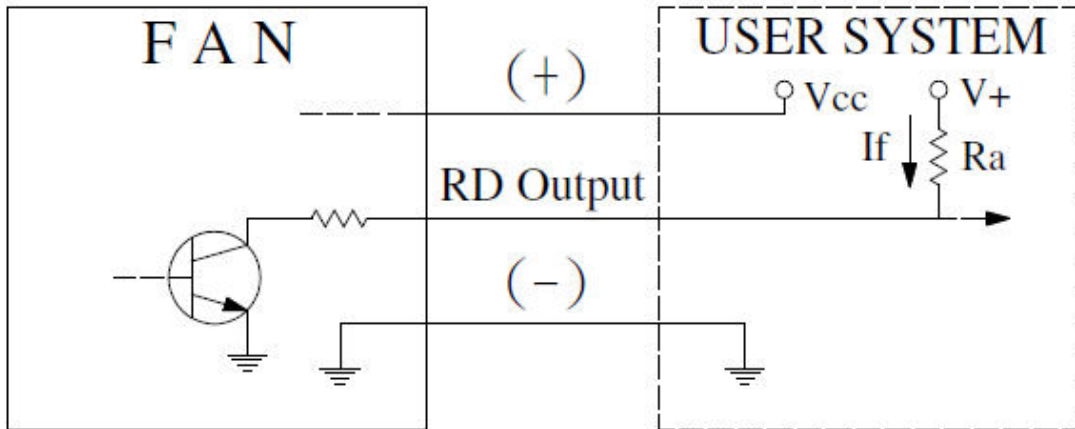 F A N
USER SYSTEM
(+)
Vcc
V+
If
Ra
RD Output
(-)